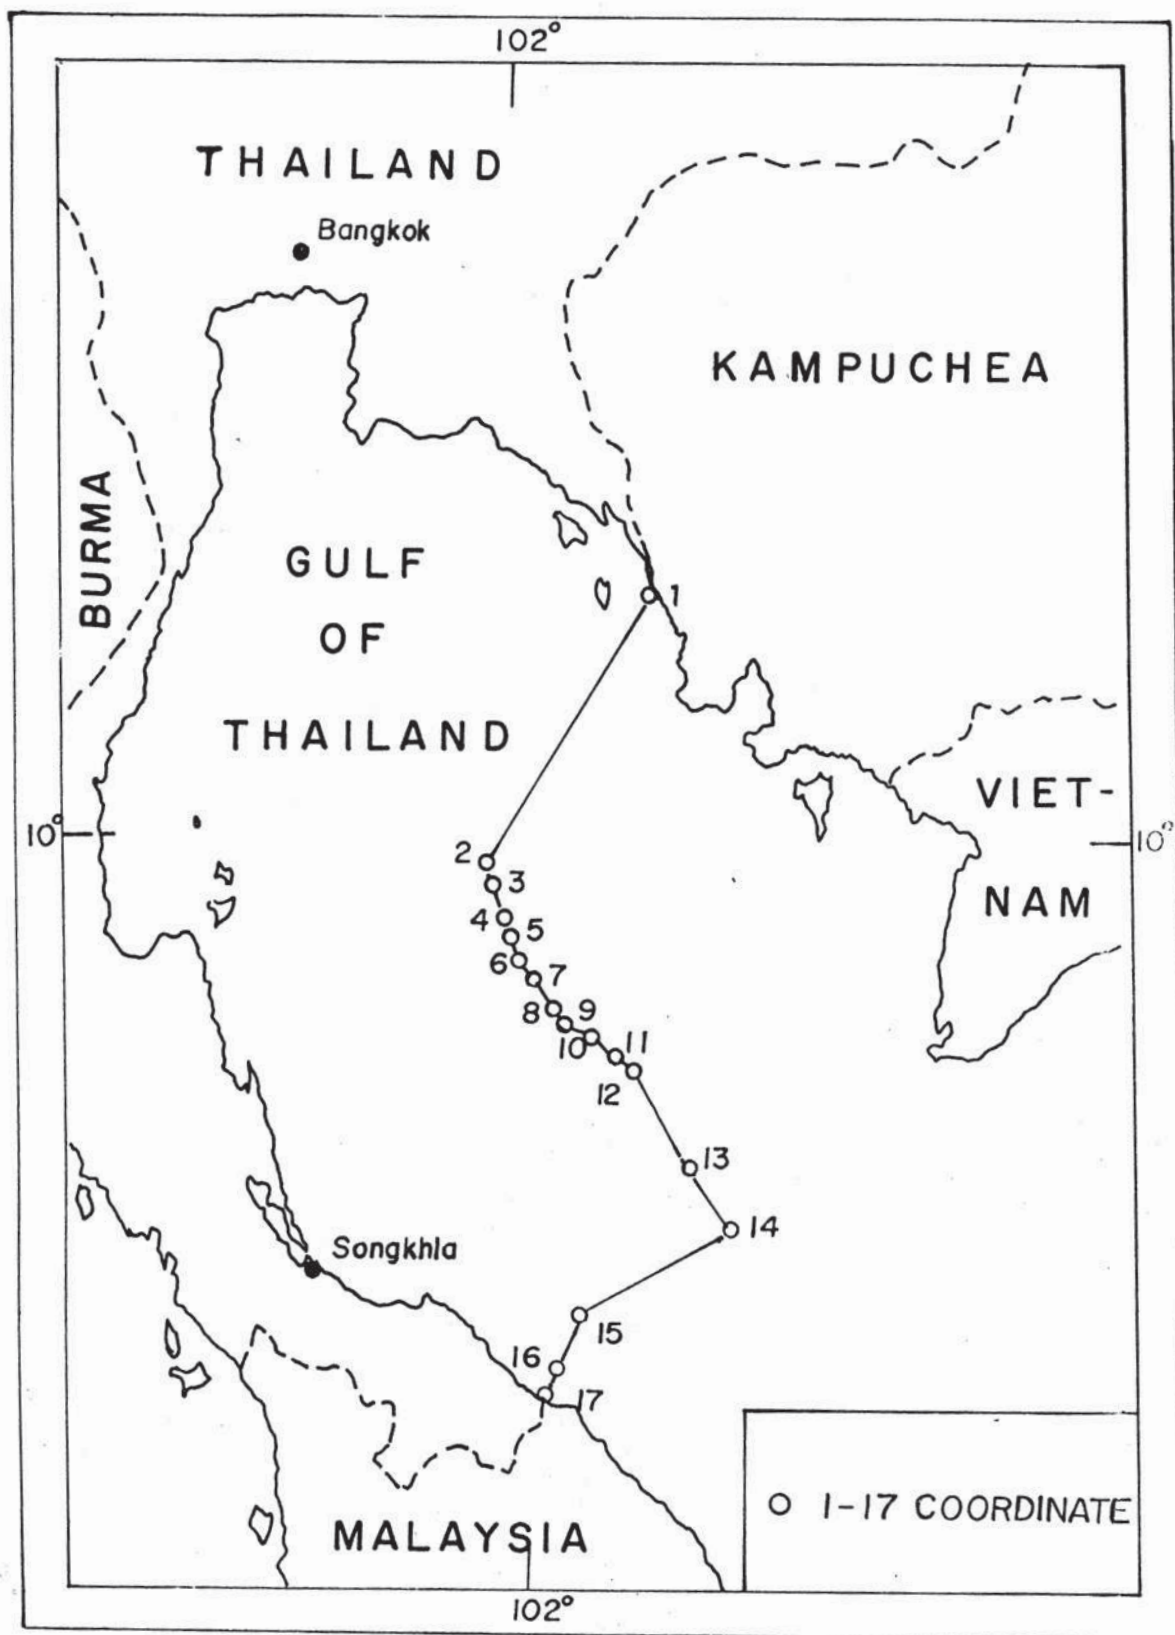 102°
THAILAND
Bangkok
KAMPUCHEA
BURMA
GULF
OF
THAILAND
1
VIET-
NAM
10°
10°
2
3
4
5
6
7
8
9
10
11
12
13
14
Songkhla
15
16
17
MALAYSIA
1-17 COORDINATE
102°